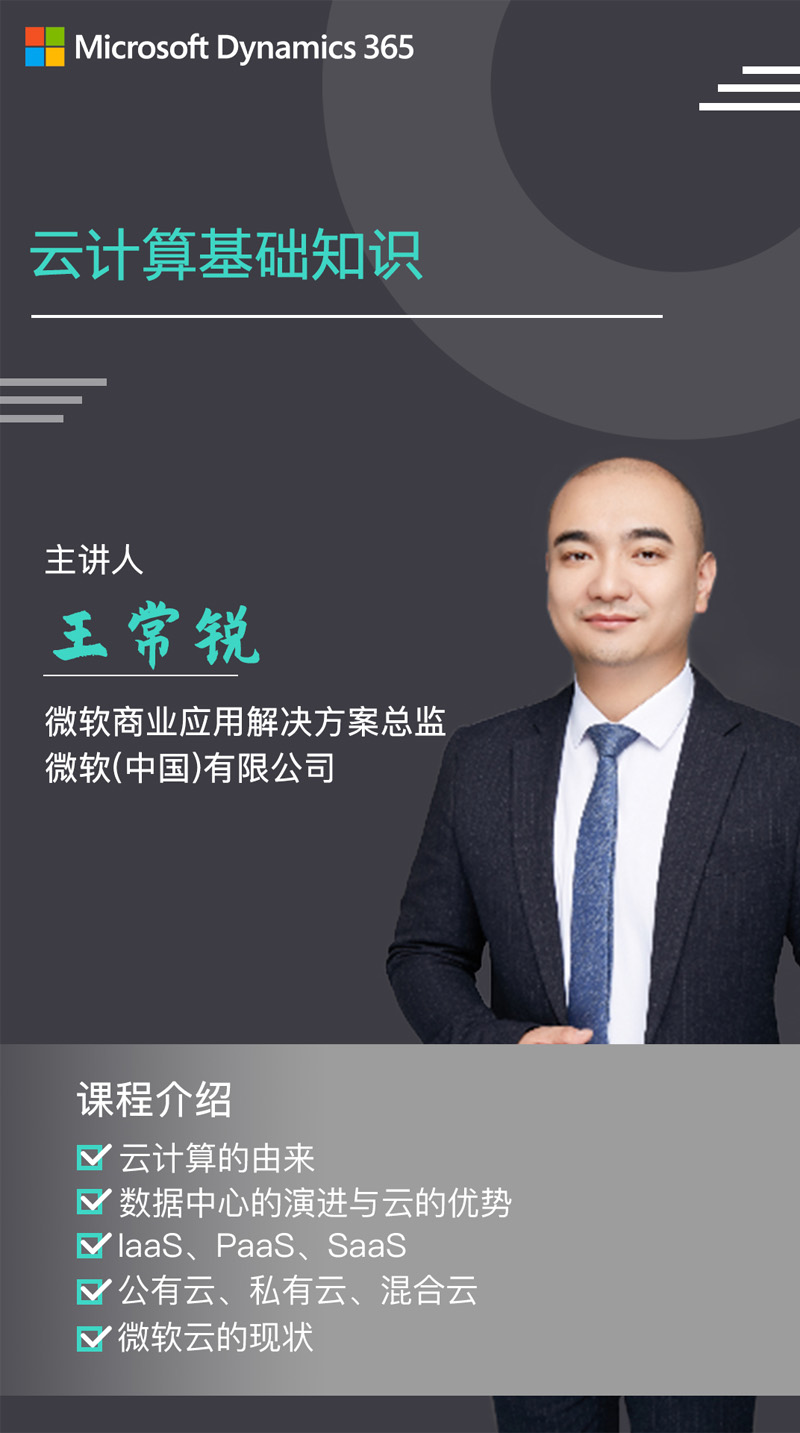 Microsoft Dynamics 365
云计算基础知识
主讲人
王常锐
微软商业应用解决方案总监
微软(中国)有限公司
课程介绍
云计算的由来
数据中心的演进与云的优势
IaaS、PaaS、SaaS
公有云、私有云、混合云
微软云的现状